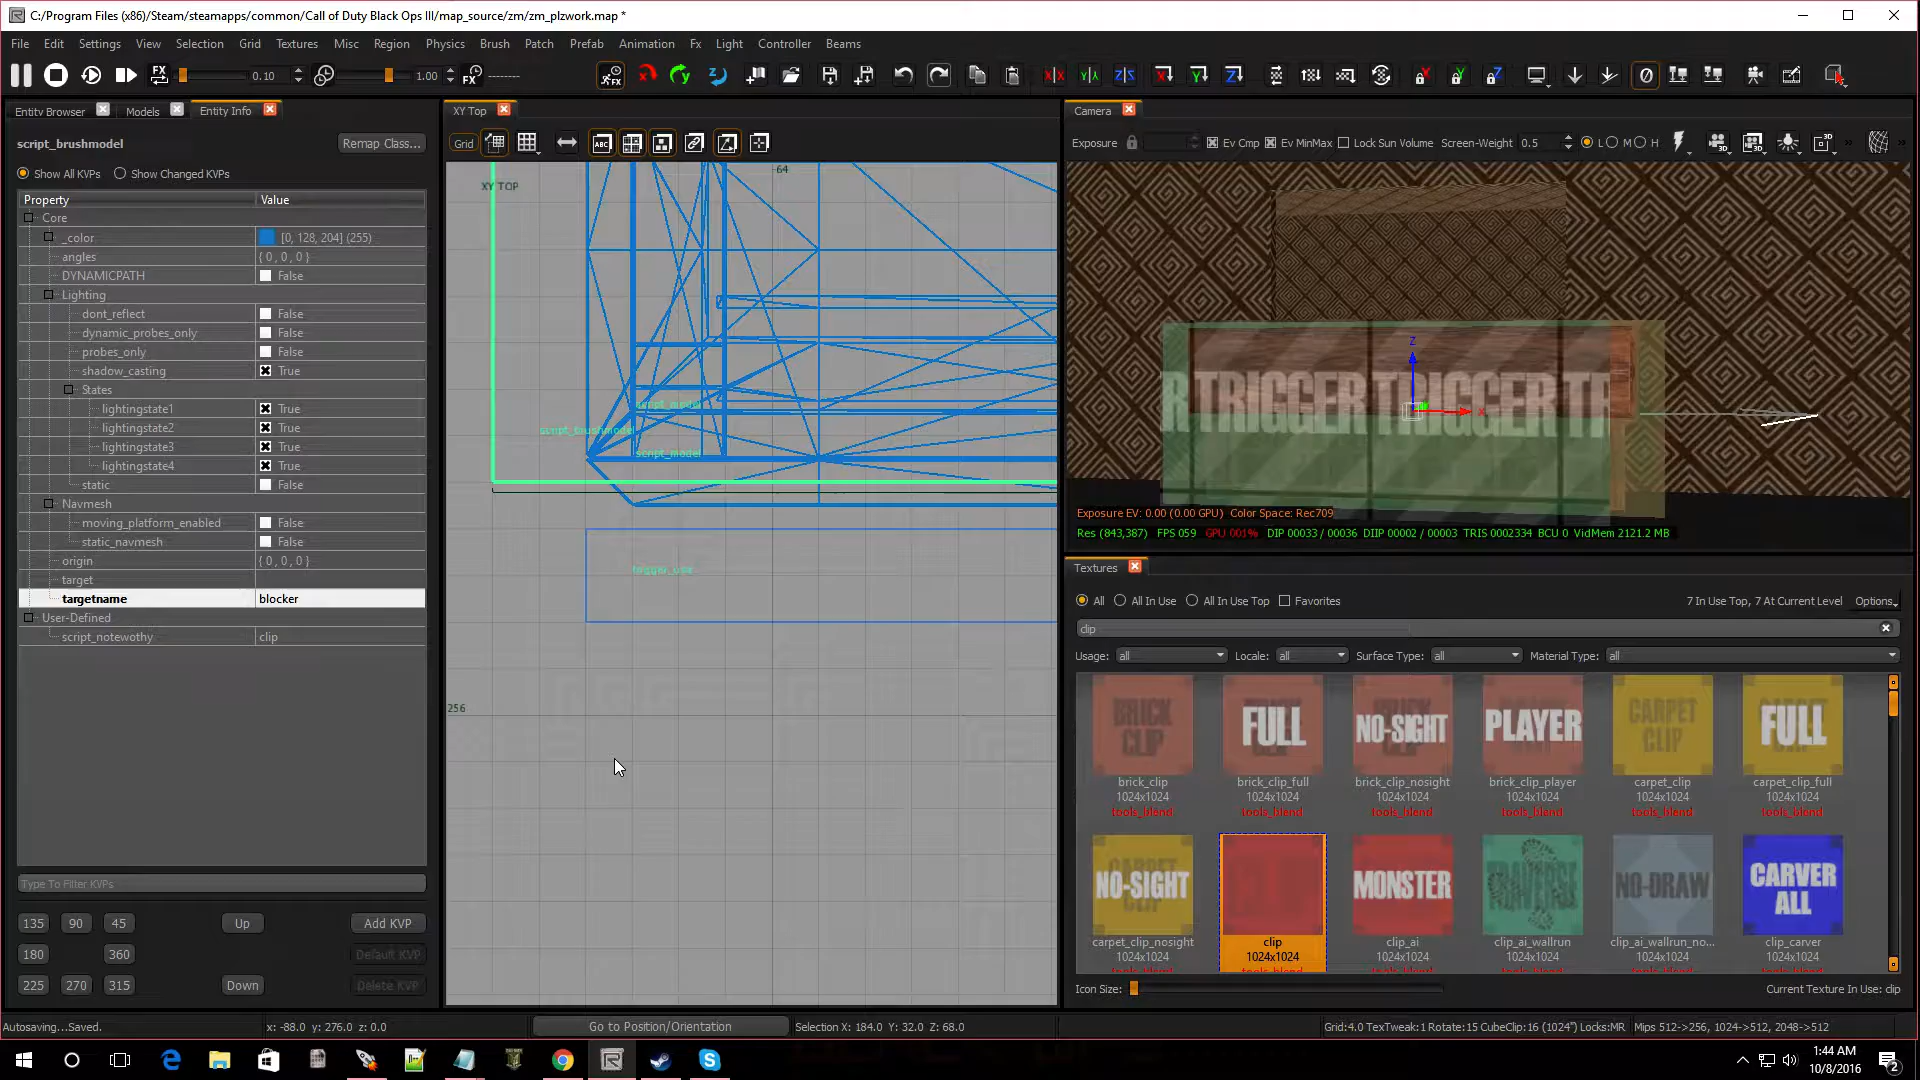 C:/Program Files (x86)/Steam/steamapps/common/Call of Duty Black Ops III/map_source/zm/zm_plzwork.map *
File Edit Settings View Selection Grid Textures Misc Region Physics Brush Patch Prefab Animation Fx Light Controller Beams
FX 0.10 1.00 FX --------
Entity Browser Models Entity Info
script_brushmodel
Remap Class...
Show All KVPs Show Changed KVPs
Property Value
Core
_color [0, 128, 204] (255)
angles { 0 , 0 , 0 }
DYNAMICPATH False
Lighting
dont_reflect False
dynamic_probes_only False
probes_only False
shadow_casting True
States
lightingstate1 True
lightingstate2 True
lightingstate3 True
lightingstate4 True
static False
Navmesh
moving_platform_enabled False
static_navmesh False
origin { 0 , 0 , 0 }
target
targetname blocker
User-Defined
script_notewothy clip
Type To Filter KVPs
135 90 45 Up Add KVP
180 360 Default KVP
225 270 315 Down Delete KVP
XY Top
Grid ABC
XY TOP
64
script_model
script_brushmodel
script_model
trigger_use
256
Camera
Exposure Ev Cmp Ev MinMax Lock Sun Volume Screen-Weight 0.5 L M H
R TRIGGER TRIGGER TR
Z
X
Exposure EV: 0.00 (0.00 GPU) Color Space: Rec709
Res (843,387) FPS 059 GPU 001% DIP 00033 / 00036 DIIP 00002 / 00003 TRIS 0002334 BCU 0 VidMem 2121.2 MB
Textures
All All In Use All In Use Top Favorites 7 In Use Top, 7 At Current Level Options
clip
Usage: all Locale: all Surface Type: all Material Type: all
BRICK CLIP FULL NO-SIGHT PLAYER CARPET CLIP FULL
brick_clip brick_clip_full brick_clip_nosight brick_clip_player carpet_clip carpet_clip_full
1024x1024 1024x1024 1024x1024 1024x1024 1024x1024 1024x1024
tools_blend tools_blend tools_blend tools_blend tools_blend tools_blend
CARPET NO-SIGHT CLIP MONSTER TRAVERSE NO-DRAW CARVER ALL
carpet_clip_nosight clip clip_ai clip_ai_wallrun clip_ai_wallrun_no... clip_carver
1024x1024 1024x1024 1024x1024 1024x1024 1024x1024 1024x1024
tools_blend tools_blend tools_blend tools_blend tools_blend tools_blend
Icon Size: Current Texture In Use: clip
Autosaving...Saved. x: -88.0 y: 276.0 z: 0.0 Go to Position/Orientation Selection X: 184.0 Y: 32.0 Z: 68.0 Grid:4.0 TexTweak:1 Rotate:15 CubeClip:16 (1024") Locks:MR Mips 512->256, 1024->512, 2048->512
1:44 AM
10/8/2016
2